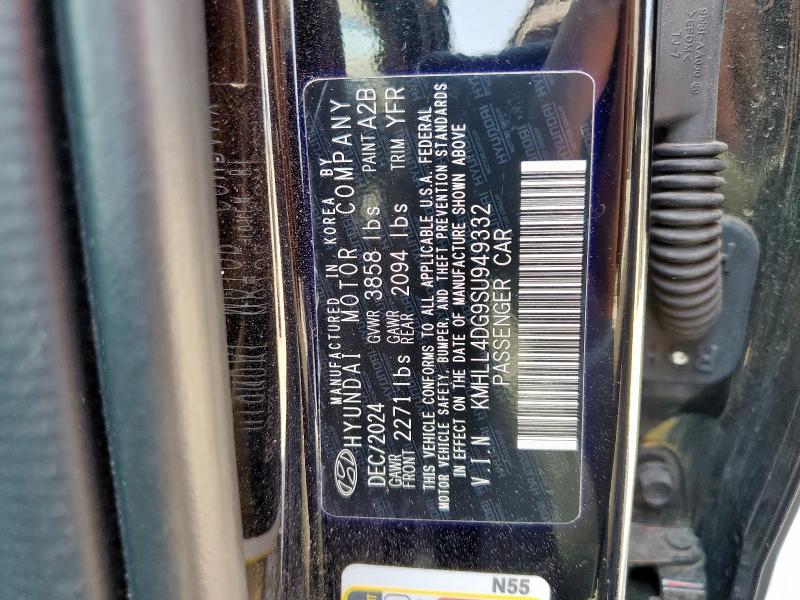 MANUFACTURED IN KOREA BY
HYUNDAI MOTOR COMPANY
DEC/2024 GVWR 3858 lbs PAINT A2B
GAWR FRONT 2271 lbs GAWR REAR 2094 lbs TRIM YFR
THIS VEHICLE CONFORMS TO ALL APPLICABLE U.S.A. FEDERAL
MOTOR VEHICLE SAFETY, BUMPER, AND THEFT PREVENTION STANDARDS
IN EFFECT ON THE DATE OF MANUFACTURE SHOWN ABOVE
V.I.N KMHLL4DG9SU949332
PASSENGER CAR
N55